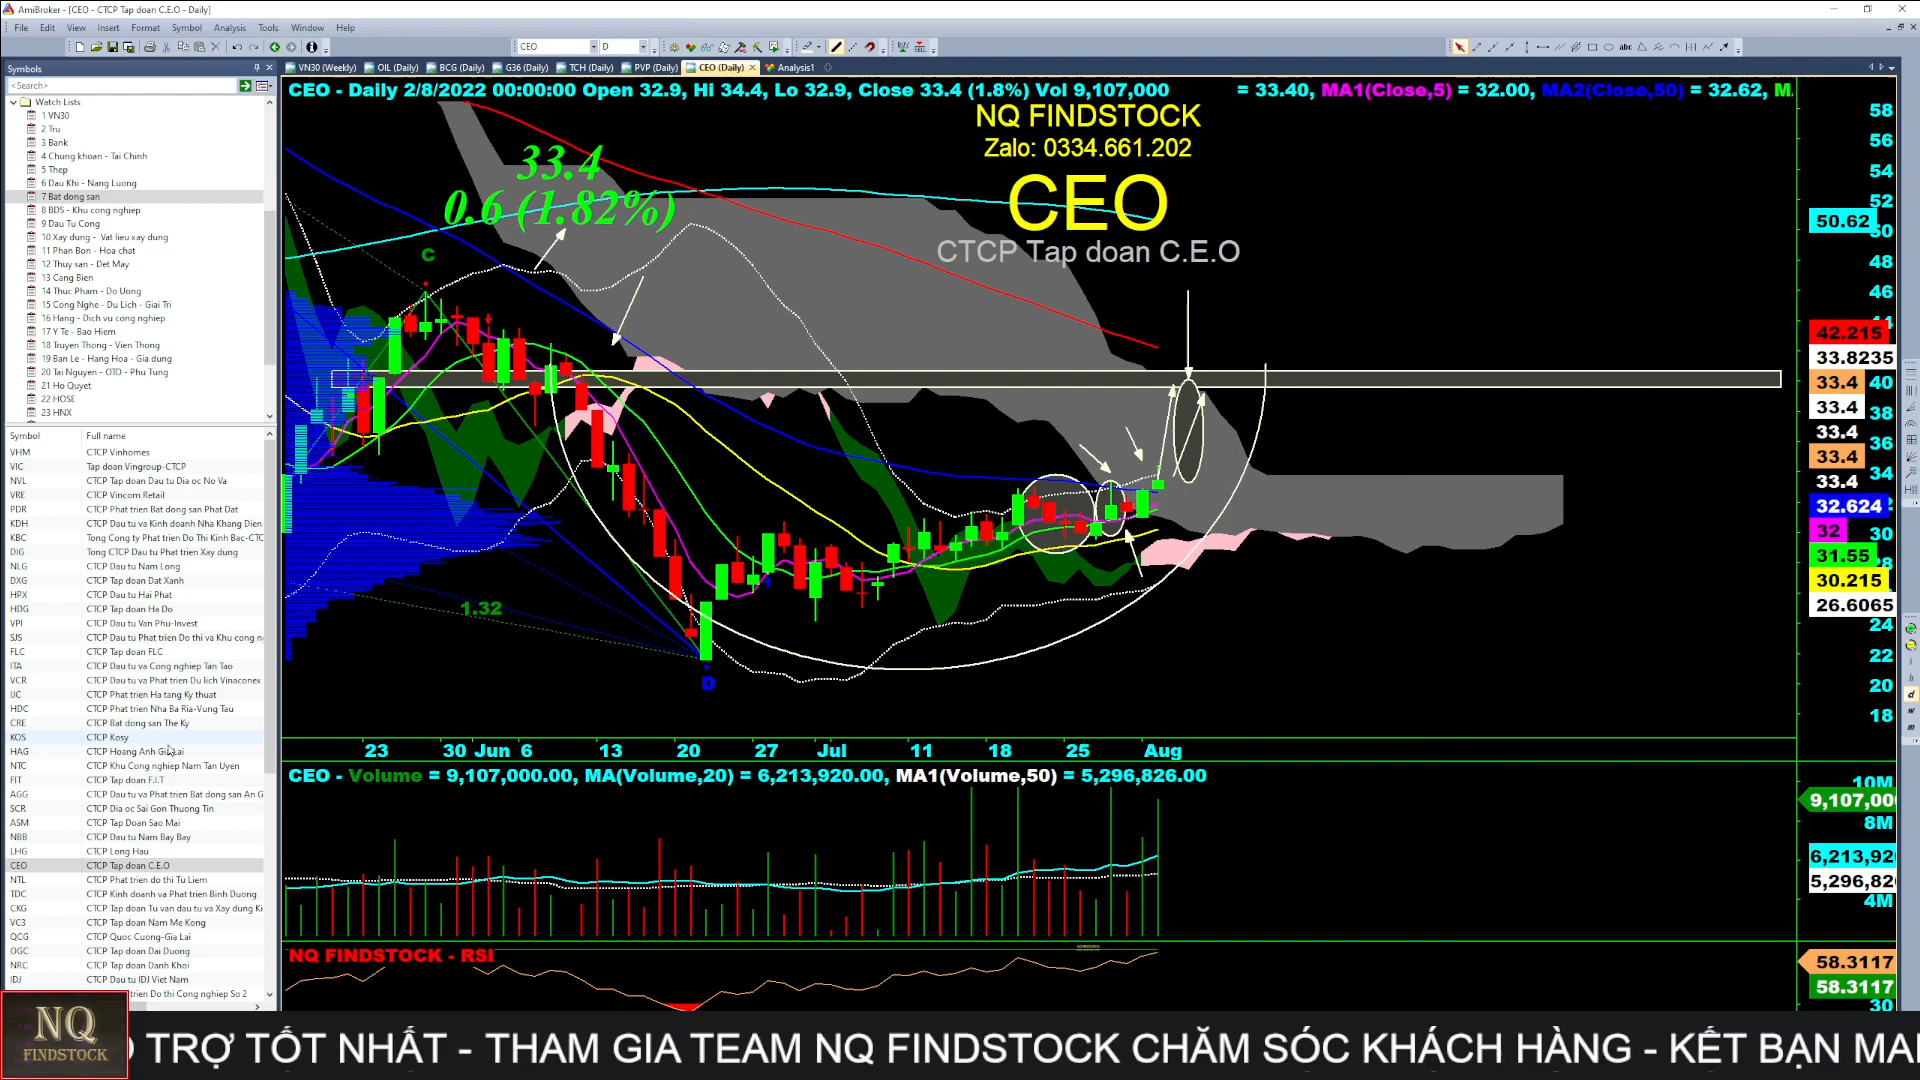 AmiBroker - [CEO - CTCP Tap doan C.E.O - Daily]
File Edit View Insert Format Symbol Analysis Tools Window Help
CEO D
Symbols
VN30 (Weekly) OIL (Daily) BCG (Daily) G36 (Daily) TCH (Daily) PVP (Daily) CEO (Daily) Analysis1
<Search>
Watch Lists
1 VN30
2 Tru
3 Bank
4 Chung khoan - Tai Chinh
5 Thep
6 Dau Khi - Nang Luong
7 Bat dong san
8 BDS - Khu cong nghiep
9 Dau Tu Cong
10 Xay dung - Vat lieu xay dung
11 Phan Bon - Hoa chat
12 Thuy san - Det May
13 Cang Bien
14 Thuc Pham - Do Uong
15 Cong Nghe - Du Lich - Giai Tri
16 Hang - Dich vu cong nghiep
17 Y Te - Bao Hiem
18 Truyen Thong - Vien Thong
19 Ban Le - Hang Hoa - Gia dung
20 Tai Nguyen - OTO - Phu Tung
21 Ho Quyet
22 HOSE
23 HNX
Symbol Full name
VHM CTCP Vinhomes
VIC Tap doan Vingroup-CTCP
NVL CTCP Tap doan Dau tu Dia oc No Va
VRE CTCP Vincom Retail
PDR CTCP Phat trien Bat dong san Phat Dat
KDH CTCP Dau tu va Kinh doanh Nha Khang Dien
KBC Tong Cong ty Phat trien Do Thi Kinh Bac-CTC
DIG Tong CTCP Dau tu Phat trien Xay dung
NLG CTCP Dau tu Nam Long
DXG CTCP Tap doan Dat Xanh
HPX CTCP Dau tu Hai Phat
HDG CTCP Tap doan Ha Do
VPI CTCP Dau tu Van Phu-Invest
SJS CTCP Dau tu Phat trien Do thi va Khu cong n
FLC CTCP Tap doan FLC
ITA CTCP Dau tu va Cong nghiep Tan Tao
VCR CTCP Dau tu va Phat trien Du lich Vinaconex
IJC CTCP Phat trien Ha tang Ky thuat
HDC CTCP Phat trien Nha Ba Ria-Vung Tau
CRE CTCP Bat dong san The Ky
KOS CTCP Kosy
HAG CTCP Hoang Anh Gia Lai
NTC CTCP Khu Cong nghiep Nam Tan Uyen
FIT CTCP Tap doan F.I.T
AGG CTCP Dau tu va Phat trien Bat dong san An G
SCR CTCP Dia oc Sai Gon Thuong Tin
ASM CTCP Tap Doan Sao Mai
NBB CTCP Dau tu Nam Bay Bay
LHG CTCP Long Hau
CEO CTCP Tap doan C.E.O
NTL CTCP Phat trien do thi Tu Liem
TDC CTCP Kinh doanh va Phat trien Binh Duong
CKG CTCP Tap doan Tu van dau tu va Xay dung Ki
VC3 CTCP Tap doan Nam Me Kong
QCG CTCP Quoc Cuong-Gia Lai
OGC CTCP Tap doan Dai Duong
NRC CTCP Tap doan Danh Khoi
IDJ CTCP Dau tu IDJ Viet Nam
trien Do thi Cong nghiep So 2
CEO - Daily 2/8/2022 00:00:00 Open 32.9, Hi 34.4, Lo 32.9, Close 33.4 (1.8%) Vol 9,107,000 = 33.40, MA1(Close,5) = 32.00, MA2(Close,50) = 32.62,
NQ FINDSTOCK
Zalo: 0334.661.202
CEO
CTCP Tap doan C.E.O
33.4
0.6 (1.82%)
C
1.32
D
58
56
54
52
50.62
50
48
46
44
42.215
33.8235
33.4
40
33.4
38
33.4
36
33.4
34
33.4
32.624
32
30
31.55
28
30.215
26.6065
24
22
20
18
23 30 Jun 6 13 20 27 Jul 11 18 25 Aug
CEO - Volume = 9,107,000.00, MA(Volume,20) = 6,213,920.00, MA1(Volume,50) = 5,296,826.00
10M
9,107,000
8M
6,213,920
5,296,826
4M
NQ FINDSTOCK - RSI
58.3117
58.3117
30
NQ
FINDSTOCK
TRỢ TỐT NHẤT - THAM GIA TEAM NQ FINDSTOCK CHĂM SÓC KHÁCH HÀNG - KẾT BẠN